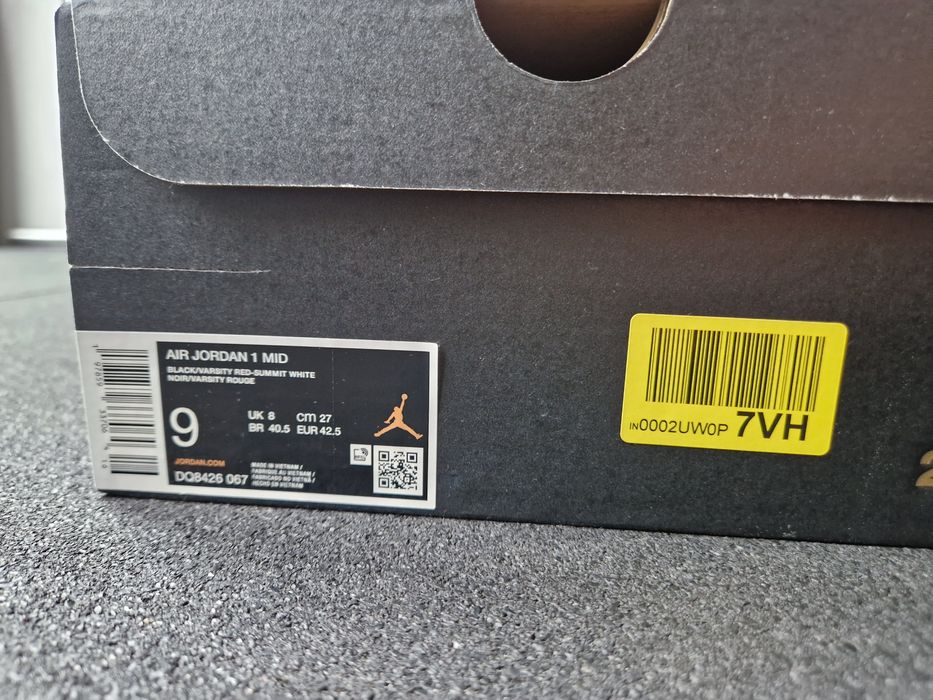 AIR JORDAN 1 MID
BLACK/VARSITY RED-SUMMIT WHITE
NOIR/VARSITY ROUGE
9
UK 8 cm 27
BR 40.5 EUR 42.5
JORDAN.COM
DQ8426 067
MADE IN VIETNAM /
FABRIQUE AU VIETNAM /
FABRICADO NO VIETNÃ /
HECHO EN VIETNAM
IN0002UW0P 7VH